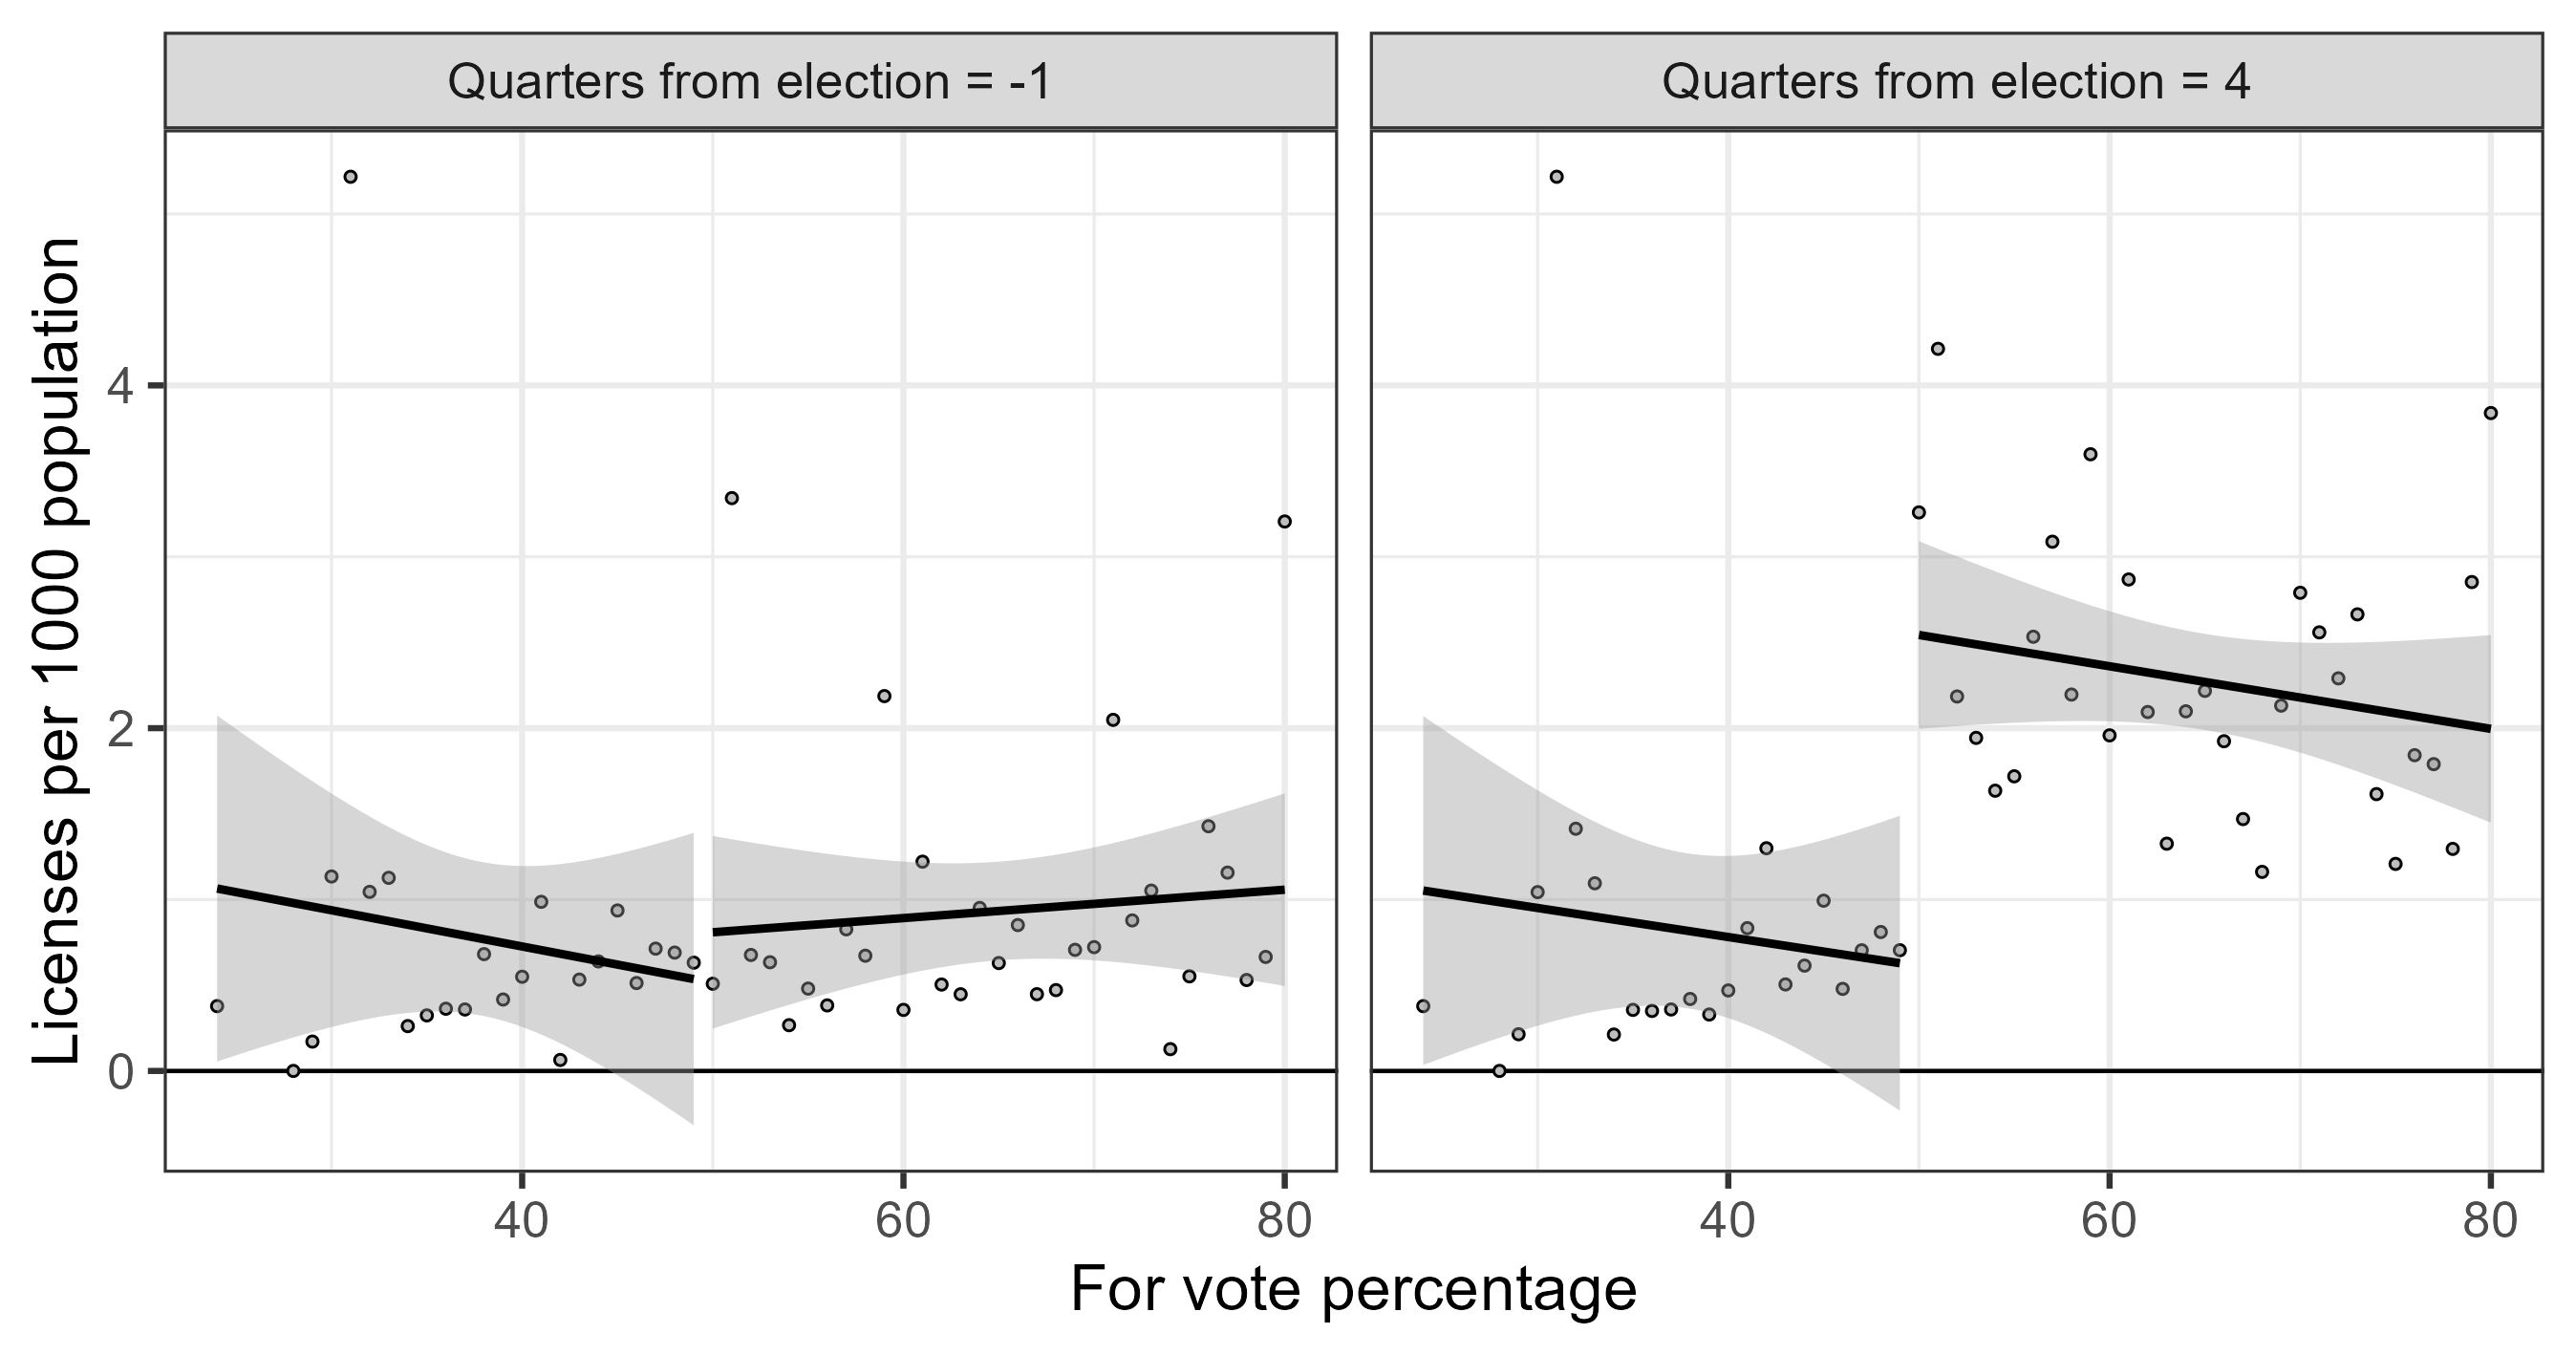 Quarters from election = -1
Quarters from election = 4
Licenses per 1000 population
4
2
0
40
60
80
40
60
80
For vote percentage